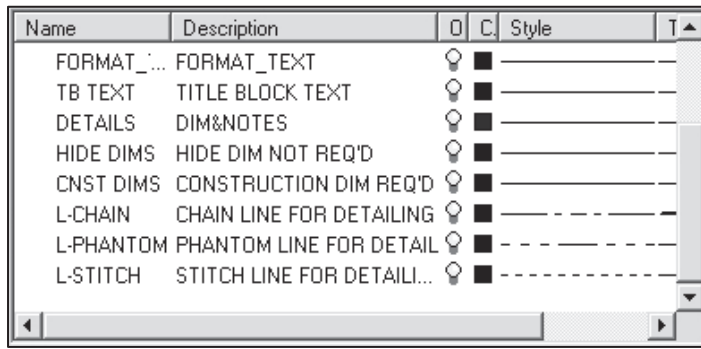 Name Description O C. Style T
FORMAT_'... FORMAT_TEXT
TB TEXT TITLE BLOCK TEXT
DETAILS DIM&NOTES
HIDE DIMS HIDE DIM NOT REQ'D
CNST DIMS CONSTRUCTION DIM REQ'D
L-CHAIN CHAIN LINE FOR DETAILING
L-PHANTOM PHANTOM LINE FOR DETAIL
L-STITCH STITCH LINE FOR DETAILI...